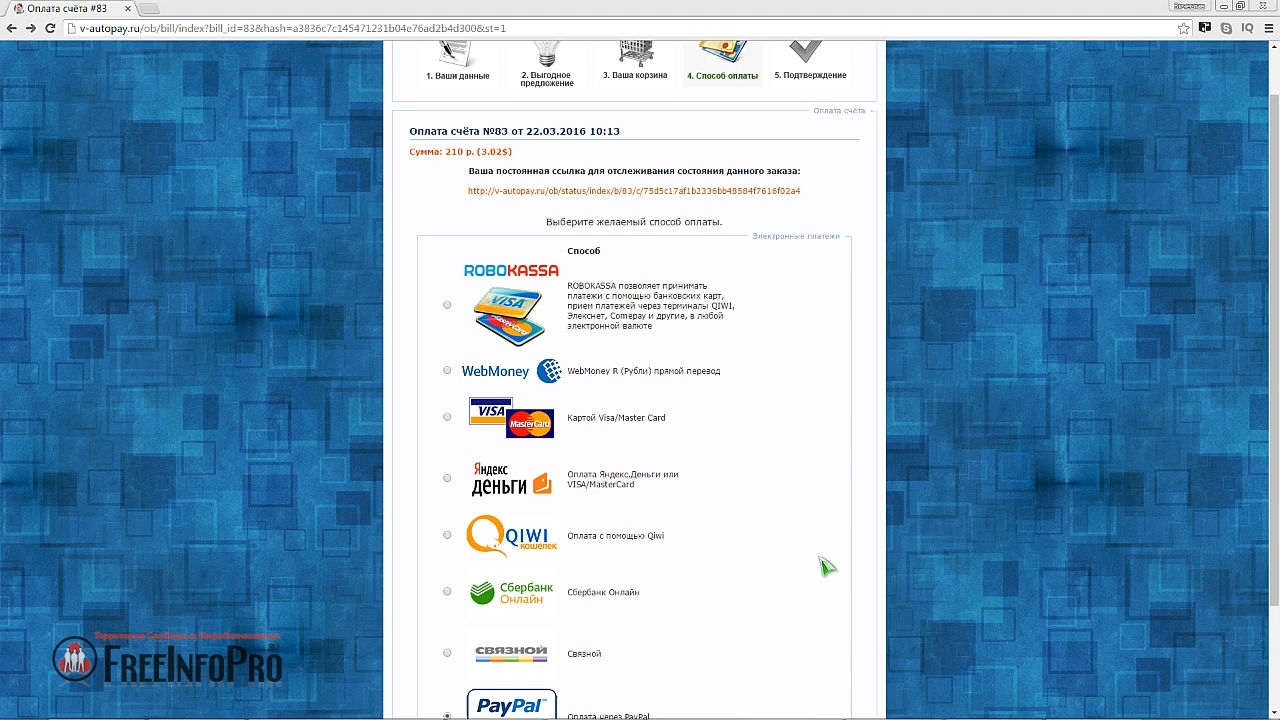 Оплата счёта #83
Вячеслав
v-autopay.ru/ob/bill/index?bill_id=83&hash=a3836c7c145471231b04e76ad2b4d300&st=1
1. Ваши данные
2. Выгодное
предложение
3. Ваша корзина
4. Способ оплаты
5. Подтверждение
Оплата счёта
Оплата счёта №83 от 22.03.2016 10:13
Сумма: 210 р. (3.02$)
Ваша постоянная ссылка для отслеживания состояния данного заказа:
http://v-autopay.ru/ob/status/index/b/83/c/75d5c17af1b2336bb48584f7616f02a4
Выберите желаемый способ оплаты.
Электронные платежи
Способ
ROBOKASSA
VISA
MasterCard
ROBOKASSA позволяет принимать
платежи с помощью банковских карт,
прием платежей через терминалы QIWI,
Элекснет, Comepay и другие, в любой
электронной валюте
WebMoney
WebMoney R (Рубли) прямой перевод
VISA
MasterCard
Картой Visa/Master Card
Яндекс
деньги
Оплата Яндекс.Деньги или
VISA/MasterCard
QIWI
кошелек
Оплата с помощью Qiwi
Сбербанк
Онлайн
Сбербанк Онлайн
СВЯЗНОЙ
Связной
PayPal
Оплата через PayPal
FREEINFOPRO